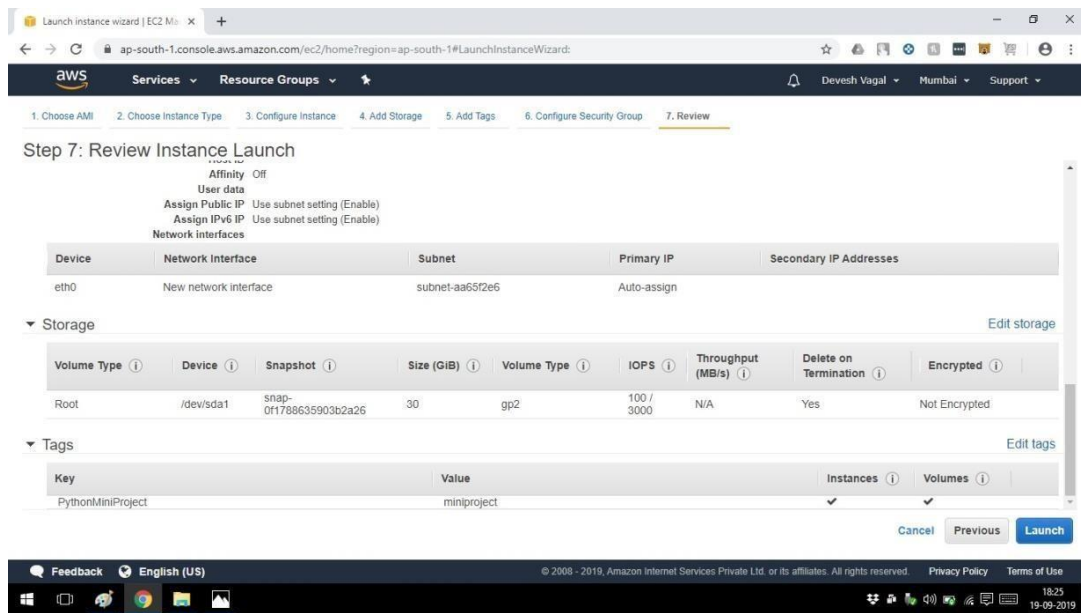 Launch instance wizard | EC2 Ma
ap-south-1.console.aws.amazon.com/ec2/home?region=ap-south-1#LaunchInstanceWizard:
aws Services Resource Groups Devesh Vagal Mumbai Support
1. Choose AMI 2. Choose Instance Type 3. Configure Instance 4. Add Storage 5. Add Tags 6. Configure Security Group 7. Review
Step 7: Review Instance Launch
Host ID
Affinity Off
User data
Assign Public IP Use subnet setting (Enable)
Assign IPv6 IP Use subnet setting (Enable)
Network interfaces
Device Network Interface Subnet Primary IP Secondary IP Addresses
eth0 New network interface subnet-aa65f2e6 Auto-assign
Storage Edit storage
Volume Type Device Snapshot Size (GiB) Volume Type IOPS Throughput (MB/s) Delete on Termination Encrypted
Root /dev/sda1 snap-0f1788635903b2a26 30 gp2 100 / 3000 N/A Yes Not Encrypted
Tags Edit tags
Key Value Instances Volumes
PythonMiniProject miniproject
Cancel Previous Launch
Feedback English (US) © 2008 - 2019, Amazon Internet Services Private Ltd. or its affiliates. All rights reserved. Privacy Policy Terms of Use
18:25
19-09-2019